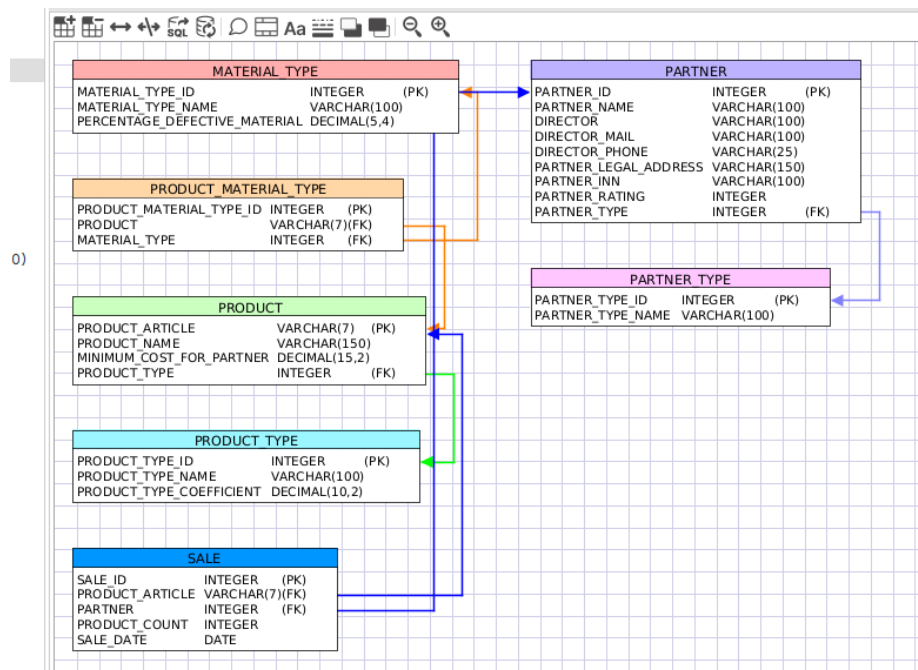 SQL Aa
0)
MATERIAL_TYPE
MATERIAL_TYPE_ID INTEGER (PK)
MATERIAL_TYPE_NAME VARCHAR(100)
PERCENTAGE_DEFECTIVE_MATERIAL DECIMAL(5,4)
PRODUCT_MATERIAL_TYPE
PRODUCT_MATERIAL_TYPE_ID INTEGER (PK)
PRODUCT VARCHAR(7)(FK)
MATERIAL_TYPE INTEGER (FK)
PRODUCT
PRODUCT_ARTICLE VARCHAR(7) (PK)
PRODUCT_NAME VARCHAR(150)
MINIMUM_COST_FOR_PARTNER DECIMAL(15,2)
PRODUCT_TYPE INTEGER (FK)
PRODUCT_TYPE
PRODUCT_TYPE_ID INTEGER (PK)
PRODUCT_TYPE_NAME VARCHAR(100)
PRODUCT_TYPE_COEFFICIENT DECIMAL(10,2)
SALE
SALE_ID INTEGER (PK)
PRODUCT_ARTICLE VARCHAR(7)(FK)
PARTNER INTEGER (FK)
PRODUCT_COUNT INTEGER
SALE_DATE DATE
PARTNER
PARTNER_ID INTEGER (PK)
PARTNER_NAME VARCHAR(100)
DIRECTOR VARCHAR(100)
DIRECTOR_MAIL VARCHAR(100)
DIRECTOR_PHONE VARCHAR(25)
PARTNER_LEGAL_ADDRESS VARCHAR(150)
PARTNER_INN VARCHAR(100)
PARTNER_RATING INTEGER
PARTNER_TYPE INTEGER (FK)
PARTNER_TYPE
PARTNER_TYPE_ID INTEGER (PK)
PARTNER_TYPE_NAME VARCHAR(100)